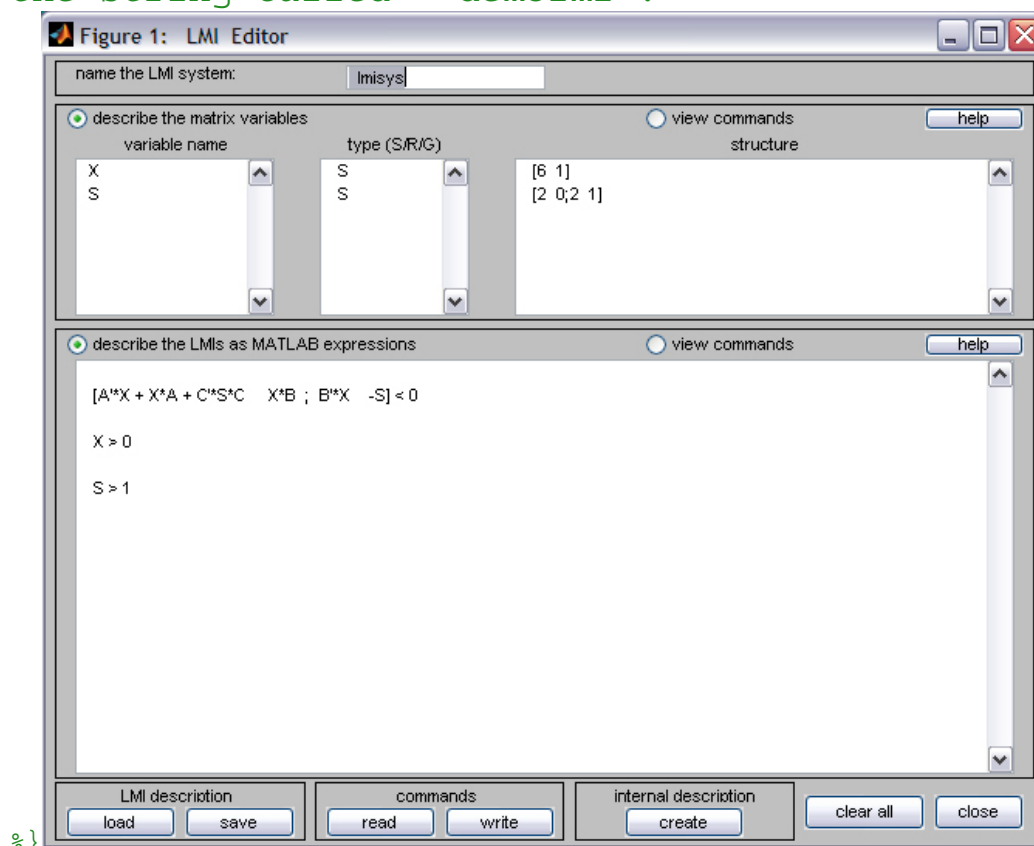 Figure 1: LMI Editor
name the LMI system: lmisys
describe the matrix variables view commands help
variable name type (S/R/G) structure
X S [6 1]
S S [2 0;2 1]
describe the LMIs as MATLAB expressions view commands help
[A'*X + X*A + C'*S*C X*B ; B'*X -S] < 0
X > 0
S > 1
LMI description commands internal description
load save read write create clear all close
%}